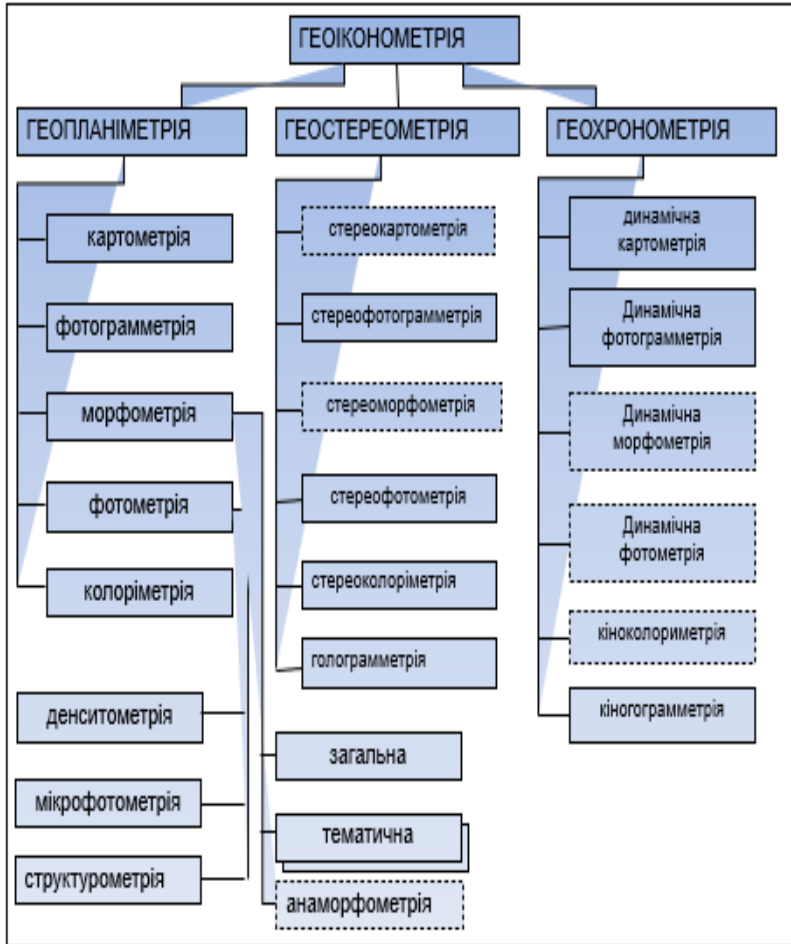 ГЕОІКОНОМЕТРІЯ
ГЕОПЛАНІМЕТРІЯ
картометрія
фотограмметрія
морфометрія
фотометрія
колоріметрія
денситометрія
мікрофотометрія
структурометрія
ГЕОСТЕРЕОМЕТРІЯ
стереокартометрія
стереофотограмметрія
стереоморфометрія
стереофотометрія
стереоколоріметрія
голограмметрія
загальна
тематична
анаморфометрія
ГЕОХРОНОМЕТРІЯ
динамічна
картометрія
Динамічна
фотограмметрія
Динамічна
морфометрія
Динамічна
фотометрія
кіноколориметрія
кіногограмметрія